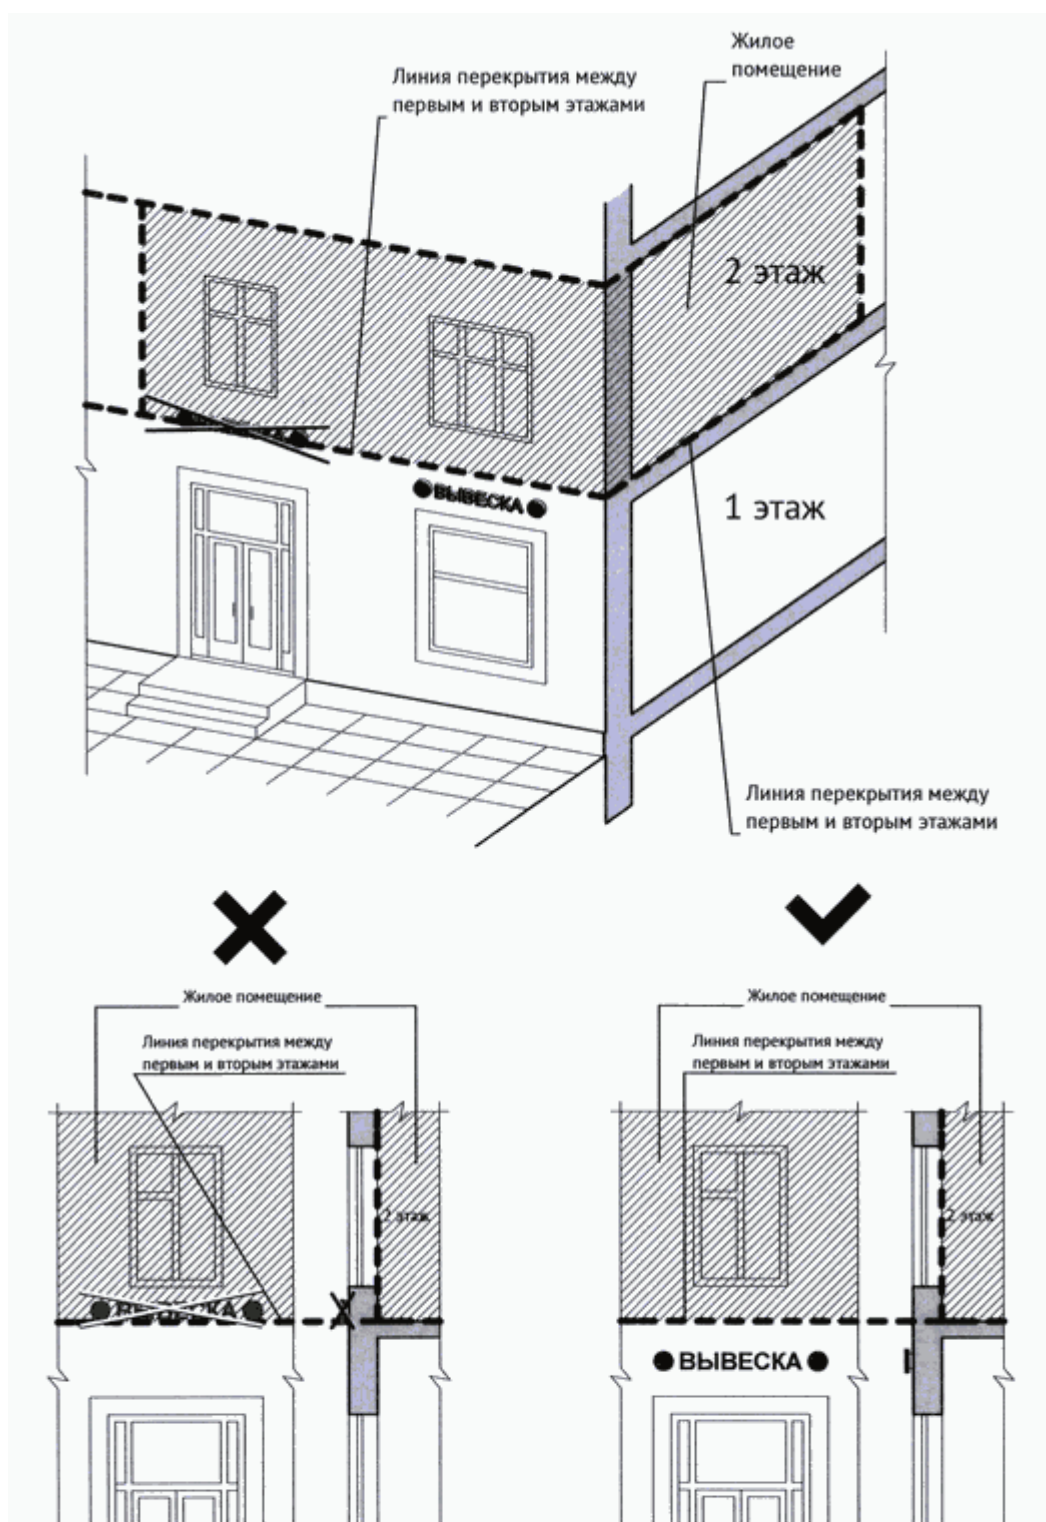 Жилое
помещение
Линия перекрытия между
первым и вторым этажами
2 этаж
ВЫВЕСКА
1 этаж
Линия перекрытия между
первым и вторым этажами
Жилое помещение
Линия перекрытия между
первым и вторым этажами
2 этаж
ВЫВЕСКА
Жилое помещение
Линия перекрытия между
первым и вторым этажами
2 этаж
ВЫВЕСКА